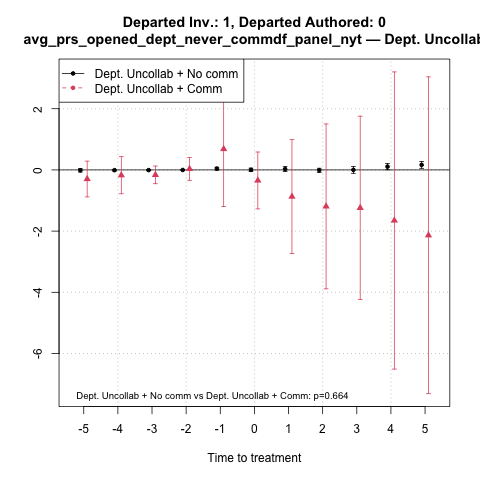 Departed Inv.: 1, Departed Authored: 0
avg_prs_opened_dept_never_commdf_panel_nyt — Dept. Uncollab
Dept. Uncollab + No comm
Dept. Uncollab + Comm
2
0
-2
-4
-6
Dept. Uncollab + No comm vs Dept. Uncollab + Comm: p=0.664
-5 -4 -3 -2 -1 0 1 2 3 4 5
Time to treatment